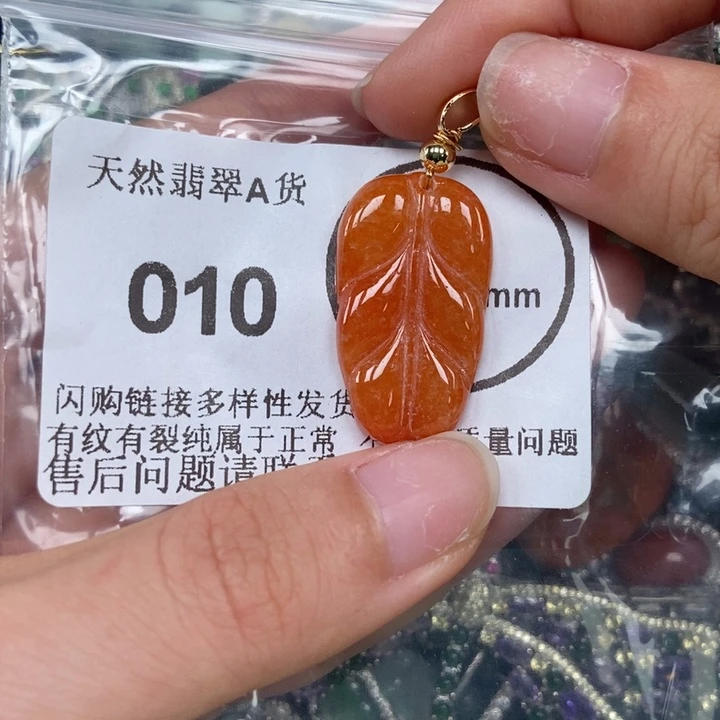 天然翡翠A货
010
mm
闪购链接多样性发货
有纹有裂纯属于正常 不 质量问题
售后问题请联